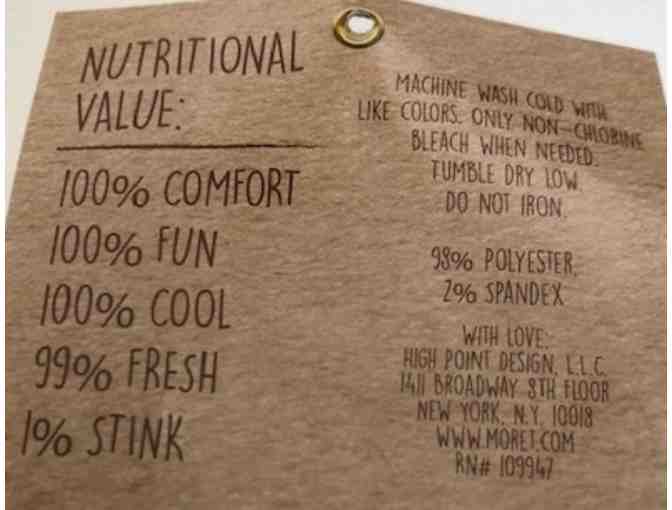 NUTRITIONAL
VALUE:
100% COMFORT
100% FUN
100% COOL
99% FRESH
1% STINK
MACHINE WASH COLD WITH
LIKE COLORS. ONLY NON-CHLORINE
BLEACH WHEN NEEDED.
TUMBLE DRY LOW.
DO NOT IRON.
98% POLYESTER,
2% SPANDEX
WITH LOVE:
HIGH POINT DESIGN, L.L.C.
1411 BROADWAY 8TH FLOOR
NEW YORK, N.Y. 10018
WWW.MORET.COM
RN# 109947